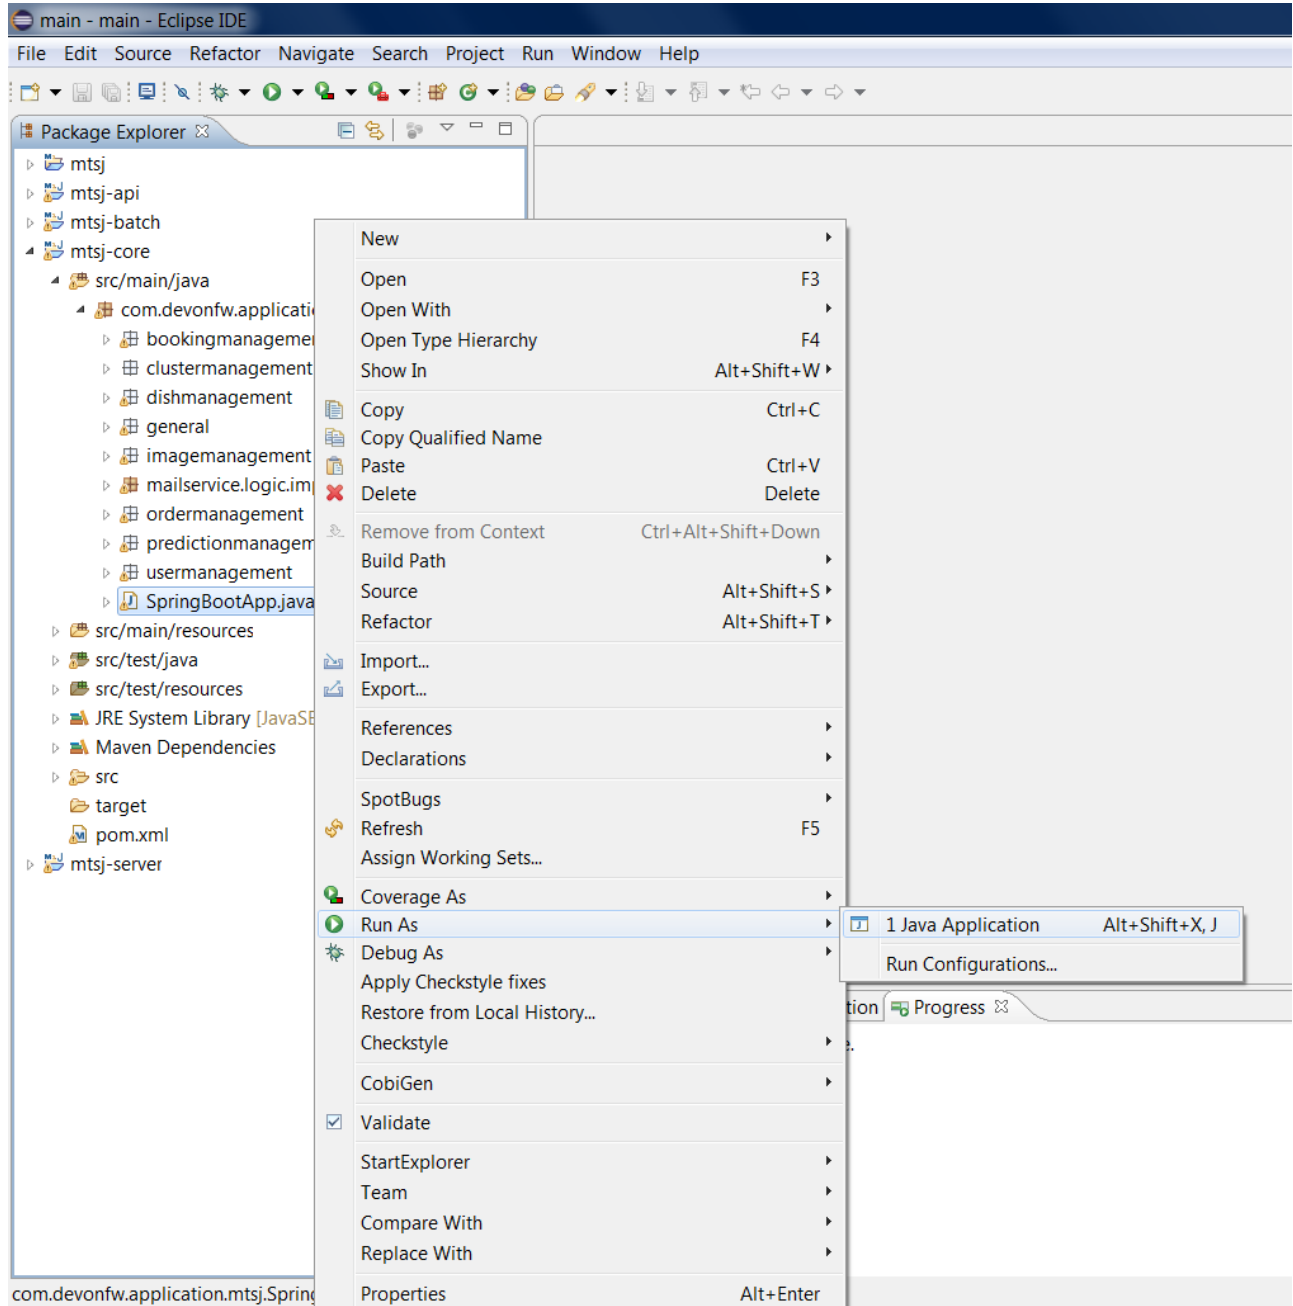 main - main - Eclipse IDE
File Edit Source Refactor Navigate Search Project Run Window Help
Package Explorer
mtsj
mtsj-api
mtsj-batch
mtsj-core
src/main/java
com.devonfw.applicati
bookingmanagemen
clustermanagement
dishmanagement
general
imagemanagement
mailservice.logic.imp
ordermanagement
predictionmanagem
usermanagement
SpringBootApp.java
src/main/resources
src/test/java
src/test/resources
JRE System Library [JavaSE
Maven Dependencies
src
target
pom.xml
mtsj-server
New
Open F3
Open With
Open Type Hierarchy F4
Show In Alt+Shift+W
Copy Ctrl+C
Copy Qualified Name
Paste Ctrl+V
Delete Delete
Remove from Context Ctrl+Alt+Shift+Down
Build Path
Source Alt+Shift+S
Refactor Alt+Shift+T
Import...
Export...
References
Declarations
SpotBugs
Refresh F5
Assign Working Sets...
Coverage As
Run As
Debug As
Apply Checkstyle fixes
Restore from Local History...
Checkstyle
CobiGen
Validate
StartExplorer
Team
Compare With
Replace With
Properties Alt+Enter
1 Java Application Alt+Shift+X, J
Run Configurations...
tion Progress
e.
com.devonfw.application.mtsj.Spring